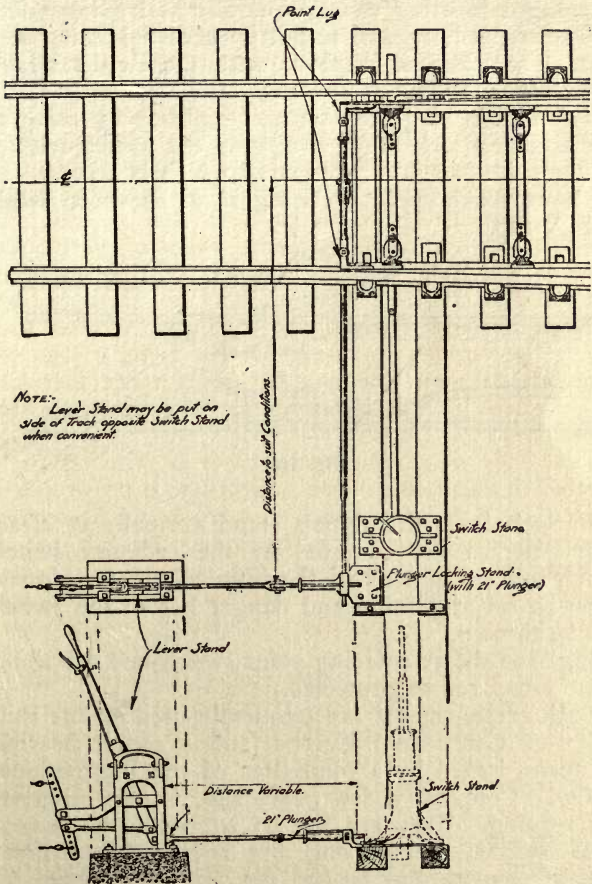 Point Lug
℄
NOTE:-
Lever Stand may be put on
side of Track opposite Switch Stand
when convenient.
Distance to suit Conditions.
Switch Stand
Plunger Locking Stand-
(with 21" Plunger)
Lever Stand
Distance Variable.
21" Plunger
Switch Stand